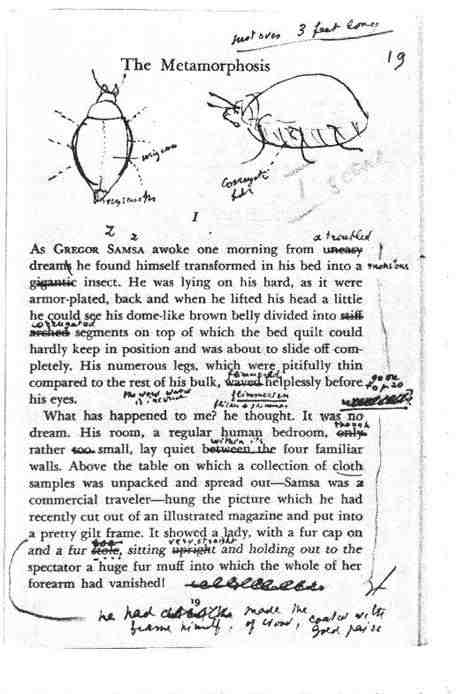 just over 3 feet long
19
The Metamorphosis
I
a troubled
As Gregor Samsa awoke one morning from uneasy
dreams he found himself transformed in his bed into a monstrous
gigantic insect. He was lying on his hard, as it were
armor-plated, back and when he lifted his head a little
he could see his dome-like brown belly divided into stiff
corrugated
arched segments on top of which the bed quilt could
hardly keep in position and was about to slide off com-
pletely. His numerous legs, which were pitifully thin
flimmered
compared to the rest of his bulk, waved helplessly before
his eyes.
flimmerten
What has happened to me? he thought. It was no
dream. His room, a regular human bedroom, only
though
rather too small, lay quiet between the four familiar
within its
walls. Above the table on which a collection of cloth
samples was unpacked and spread out—Samsa was a
commercial traveler—hung the picture which he had
recently cut out of an illustrated magazine and put into
a pretty gilt frame. It showed a lady, with a fur cap on
boa very straight
and a fur stole, sitting upright and holding out to the
spectator a huge fur muff into which the whole of her
forearm had vanished!
19
he had made the
frame himself, of wood, coated with
gold paint